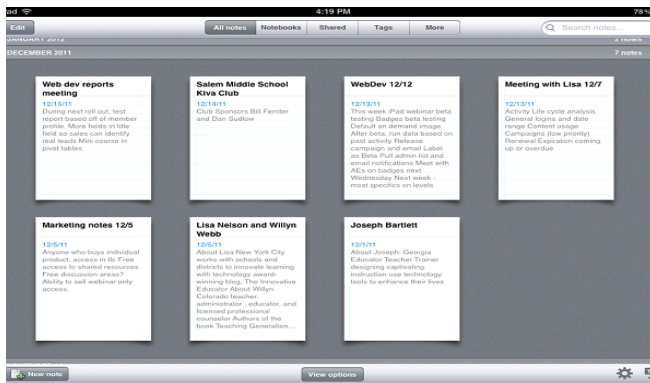 ad 4:19 PM 78%
Edit All notes Notebooks Shared Tags More Search notes...
JANUARY 2012 2 notes
DECEMBER 2011 7 notes
Web dev reports
meeting
12/15/11
During next roll out, test
report based off of member
profile. More fields in title
field so sales can identify
real leads Mini course in
pivot tables
Salem Middle School
Kiva Club
12/14/11
Club Sponsors Bill Ferriter
and Dan Sudlow
WebDev 12/12
12/13/11
This week iPad webinar beta
testing Badges beta testing
Default on demand image
After beta, run data based on
past activity Release
campaign and email Label
as Beta Pull admin list and
email notifications Meet with
AEs on badges next
Wednesday Next week -
most specifics on levels
Meeting with Lisa 12/7
12/13/11
Activity Life cycle analysis
General logins and date
range Content usage
Campaigns (low priority)
Renewal Expiration coming
up or overdue
Marketing notes 12/5
12/5/11
Anyone who buys individual
product, access in tlc Free
access to shared resources
Free discussion areas?
Ability to sell webinar only
access.
Lisa Nelson and Willyn
Webb
12/5/11
About Lisa New York City
works with schools and
districts to innovate learning
with technology award-
winning blog, The Innovative
Educator About Willyn
Colorado teacher,
administrator , educator, and
licensed professional
counselor Authors of the
book Teaching Generation...
Joseph Bartlett
12/1/11
About Joseph: Georgia
Educator Teacher Trainer
designing captivating
instruction use technology
tools to enhance their lives
New note View options